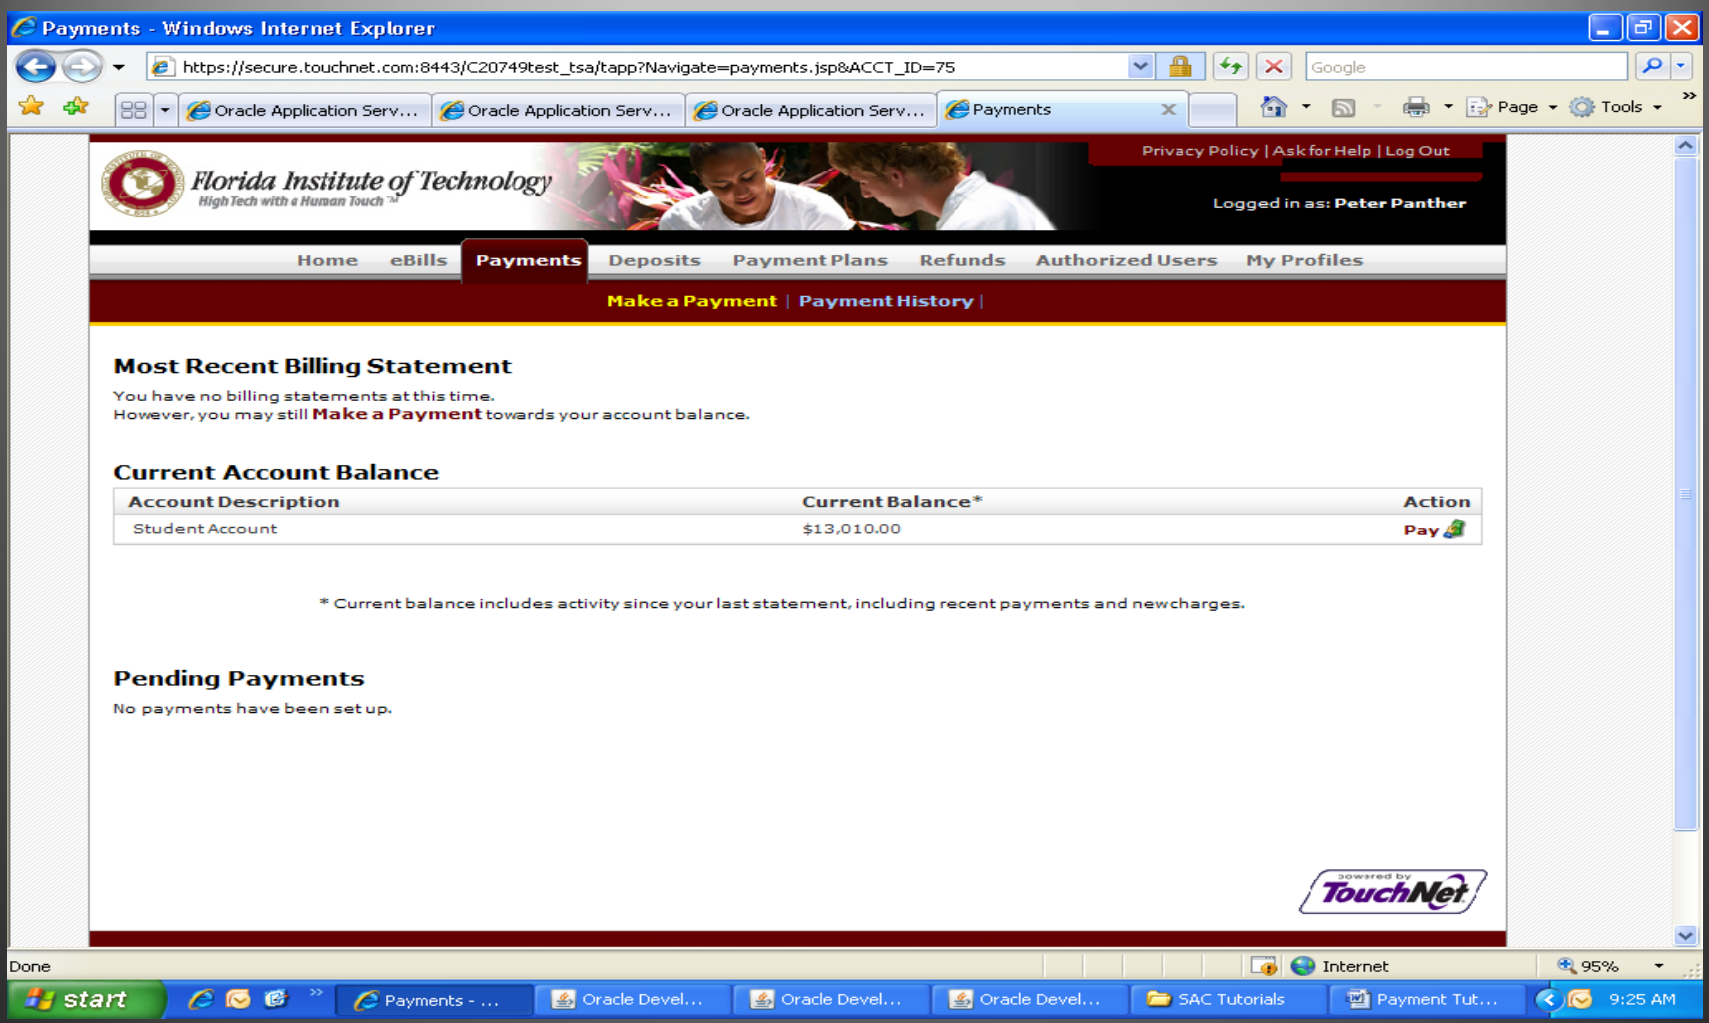 Payments - Windows Internet Explorer
https://secure.touchnet.com:8443/C20749test_tsa/tapp?Navigate=payments.jsp&ACCT_ID=75
Google
Oracle Application Serv...
Oracle Application Serv...
Oracle Application Serv...
Payments
Page
Tools
Privacy Policy | Ask for Help | Log Out
Florida Institute of Technology
High Tech with a Human Touch™
Logged in as: Peter Panther
Home eBills Payments Deposits Payment Plans Refunds Authorized Users My Profiles
Make a Payment | Payment History |
Most Recent Billing Statement
You have no billing statements at this time.
However, you may still Make a Payment towards your account balance.
Current Account Balance
Account Description Current Balance* Action
Student Account $13,010.00 Pay
* Current balance includes activity since your last statement, including recent payments and new charges.
Pending Payments
No payments have been set up.
powered by
TouchNet
Done
Internet
95%
start
Payments - ...
Oracle Devel...
Oracle Devel...
Oracle Devel...
SAC Tutorials
Payment Tut...
9:25 AM